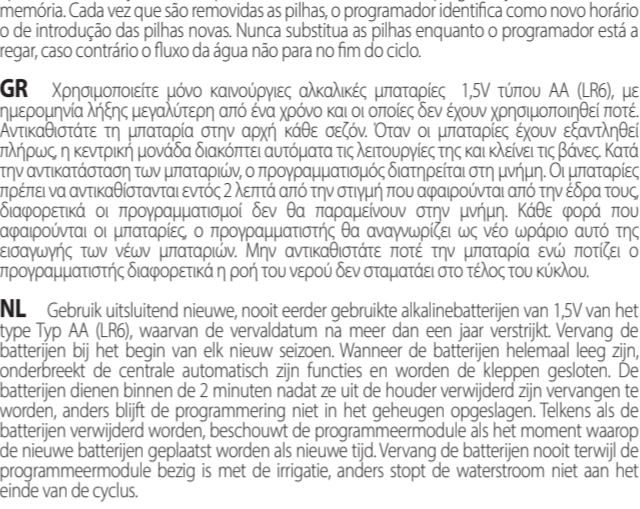 memória. Cada vez que são removidas as pilhas, o programador identifica como novo horário
o de introdução das pilhas novas. Nunca substitua as pilhas enquanto o programador está a
regar, caso contrário o fluxo da água não para no fim do ciclo.
GR Χρησιμοποιείτε μόνο καινούργιες αλκαλικές μπαταρίες 1,5V τύπου AA (LR6), με
ημερομηνία λήξης μεγαλύτερη από ένα χρόνο και οι οποίες δεν έχουν χρησιμοποιηθεί ποτέ.
Αντικαθιστάτε τη μπαταρία στην αρχή κάθε σεζόν. Όταν οι μπαταρίες έχουν εξαντληθεί
πλήρως, η κεντρική μονάδα διακόπτει αυτόματα τις λειτουργίες της και κλείνει τις βάνες. Κατά
την αντικατάσταση των μπαταριών, ο προγραμματισμός διατηρείται στη μνήμη. Οι μπαταρίες
πρέπει να αντικαθίστανται εντός 2 λεπτά από την στιγμή που αφαιρούνται από την έδρα τους,
διαφορετικά οι προγραμματισμοί δεν θα παραμείνουν στην μνήμη. Κάθε φορά που
αφαιρούνται οι μπαταρίες, ο προγραμματιστής θα αναγνωρίζει ως νέο ωράριο αυτό της
εισαγωγής των νέων μπαταριών. Μην αντικαθιστάτε ποτέ την μπαταρία ενώ ποτίζει ο
προγραμματιστής διαφορετικά η ροή του νερού δεν σταματάει στο τέλος του κύκλου.
NL Gebruik uitsluitend nieuwe, nooit eerder gebruikte alkalinebatterijen van 1,5V van het
type Typ AA (LR6), waarvan de vervaldatum na meer dan een jaar verstrijkt. Vervang de
batterijen bij het begin van elk nieuw seizoen. Wanneer de batterijen helemaal leeg zijn,
onderbreekt de centrale automatisch zijn functies en worden de kleppen gesloten. De
batterijen dienen binnen de 2 minuten nadat ze uit de houder verwijderd zijn vervangen te
worden, anders blijft de programmering niet in het geheugen opgeslagen. Telkens als de
batterijen verwijderd worden, beschouwt de programmeermodule als het moment waarop
de nieuwe batterijen geplaatst worden als nieuwe tijd. Vervang de batterijen nooit terwijl de
programmeermodule bezig is met de irrigatie, anders stopt de waterstroom niet aan het
einde van de cyclus.